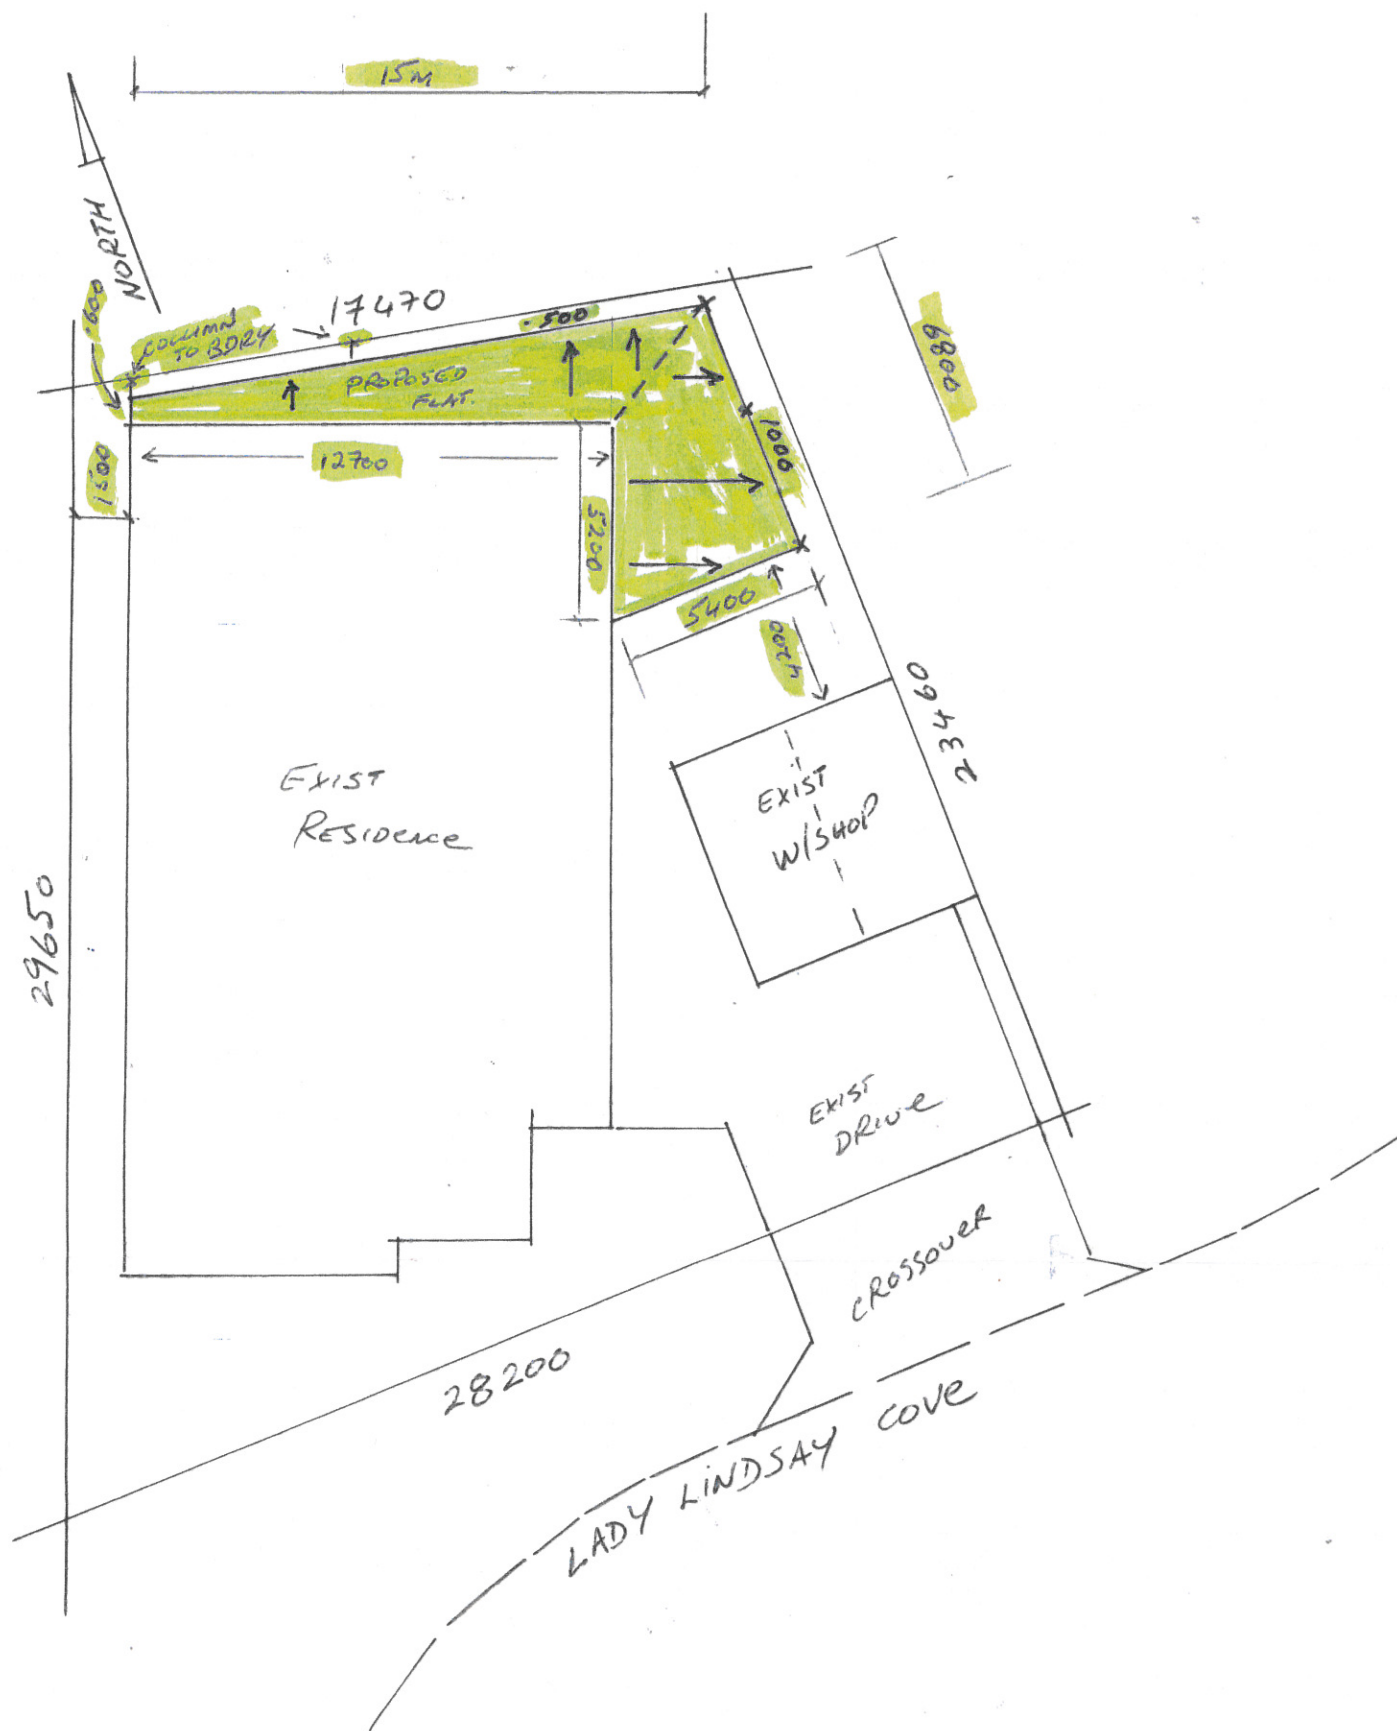 15M
NORTH
.600
COLUMN
TO BDRY
17470
.500
6800
PROPOSED
FLAT.
1000
12700
1500
5200
5400
4200
EXIST
RESIDENCE
EXIST
W/SHOP
23460
29650
EXIST
DRIVE
CROSSOVER
28200
LADY LINDSAY COVE